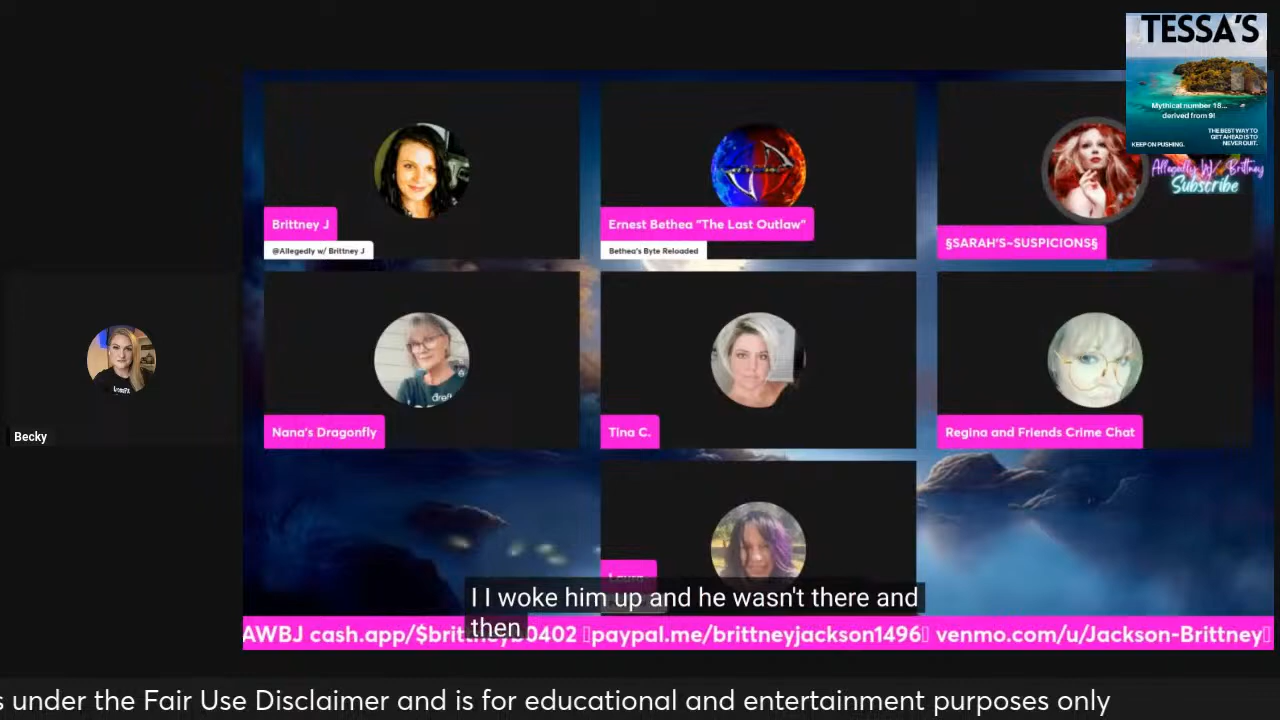 TESSA'S
Mythical number 18...
derived from 9!
THE BEST WAY TO
GET AHEAD IS TO
NEVER QUIT.
KEEP ON PUSHING.
Allegedly W/ Brittney
Subscribe
Brittney J
@Allegedly w/ Brittney J
Ernest Bethea "The Last Outlaw"
Bethea's Byte Reloaded
§SARAH'S~SUSPICIONS§
Becky
Nana's Dragonfly
Tina C.
Regina and Friends Crime Chat
Laura
I I woke him up and he wasn't there and
then
AWBJ cash.app/$brittneyb0402 paypal.me/brittneyjackson1496 venmo.com/u/Jackson-Brittney
s under the Fair Use Disclaimer and is for educational and entertainment purposes only